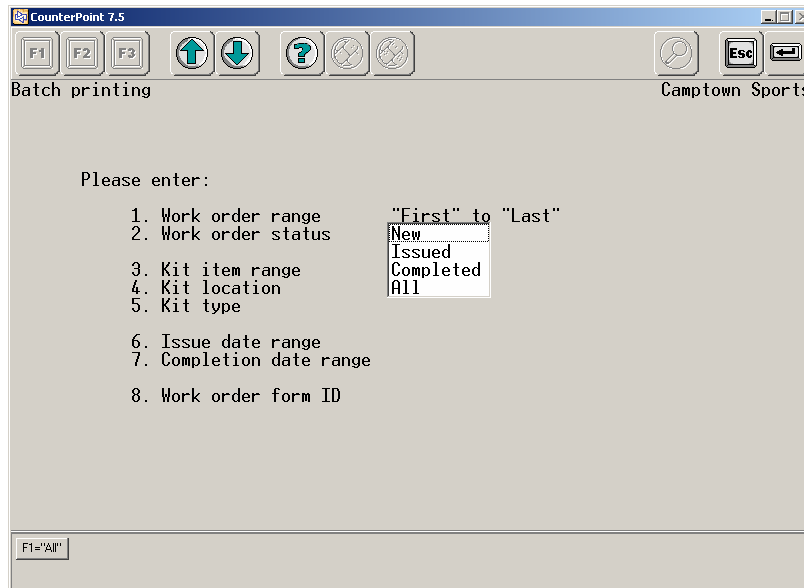 CounterPoint 7.5
F1 F2 F3 ? Esc
Batch printing Camptown Sports
Please enter:
1. Work order range "First" to "Last"
2. Work order status New
Issued
3. Kit item range Completed
4. Kit location All
5. Kit type
6. Issue date range
7. Completion date range
8. Work order form ID
F1="All"